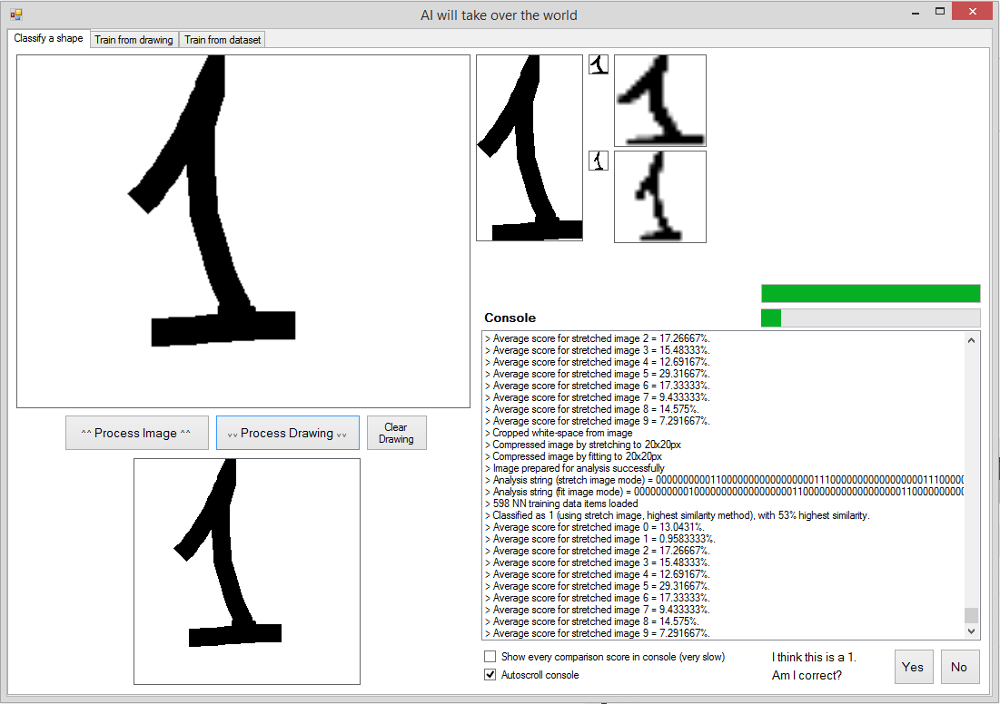 AI will take over the world
Classify a shape
Train from drawing
Train from dataset
^^ Process Image ^^
vv Process Drawing vv
Clear
Drawing
Console
> Average score for stretched image 2 = 17.26667%.
> Average score for stretched image 3 = 15.48333%.
> Average score for stretched image 4 = 12.69167%.
> Average score for stretched image 5 = 29.31667%.
> Average score for stretched image 6 = 17.33333%.
> Average score for stretched image 7 = 9.433333%.
> Average score for stretched image 8 = 14.575%.
> Average score for stretched image 9 = 7.291667%.
> Cropped white-space from image
> Compressed image by stretching to 20x20px
> Compressed image by fitting to 20x20px
> Image prepared for analysis successfully
> Analysis string (stretch image mode) = 0000000000110000000000000000001110000000000000000011100000
> Analysis string (fit image mode) = 00000000001000000000000000000011000000000000000000110000000000
> 598 NN training data items loaded
> Classified as 1 (using stretch image, highest similarity method), with 53% highest similarity.
> Average score for stretched image 0 = 13.0431%.
> Average score for stretched image 1 = 0.9583333%.
> Average score for stretched image 2 = 17.26667%.
> Average score for stretched image 3 = 15.48333%.
> Average score for stretched image 4 = 12.69167%.
> Average score for stretched image 5 = 29.31667%.
> Average score for stretched image 6 = 17.33333%.
> Average score for stretched image 7 = 9.433333%.
> Average score for stretched image 8 = 14.575%.
> Average score for stretched image 9 = 7.291667%.
Show every comparison score in console (very slow)
Autoscroll console
I think this is a 1.
Am I correct?
Yes
No